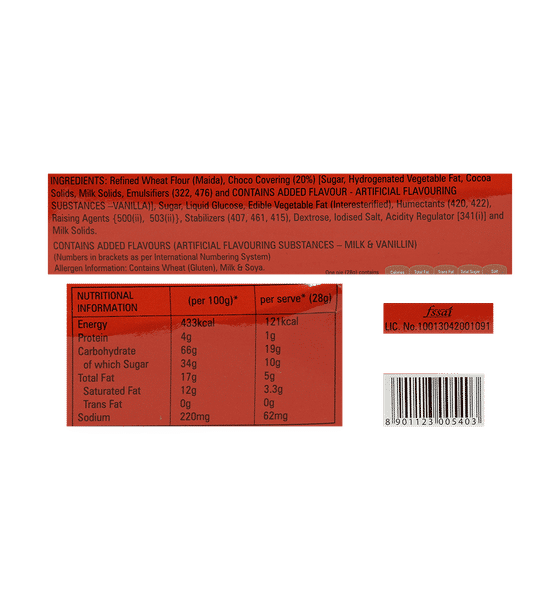 INGREDIENTS: Refined Wheat Flour (Maida), Choco Covering (20%) [Sugar, Hydrogenated Vegetable Fat, Cocoa
Solids, Milk Solids, Emulsifiers (322, 476) and CONTAINS ADDED FLAVOUR - ARTIFICIAL FLAVOURING
SUBSTANCES –VANILLA)], Sugar, Liquid Glucose, Edible Vegetable Fat (Interesterified), Humectants (420, 422),
Raising Agents {500(ii), 503(ii)}, Stabilizers (407, 461, 415), Dextrose, Iodised Salt, Acidity Regulator [341(i)] and
Milk Solids.
CONTAINS ADDED FLAVOURS (ARTIFICIAL FLAVOURING SUBSTANCES – MILK & VANILLIN)
(Numbers in brackets as per International Numbering System)
Allergen Information: Contains Wheat (Gluten), Milk & Soya.
contains
Calories Total Fat Trans Fat Total Sugar Salt
NUTRITIONAL INFORMATION (per 100g)* per serve* (28g)
Energy 433kcal 121kcal
Protein 4g 1g
Carbohydrate 66g 19g
of which Sugar 34g 10g
Total Fat 17g 5g
Saturated Fat 12g 3.3g
Trans Fat 0g 0g
Sodium 220mg 62mg
fssai
LIC. No.10013042001091
8 901123 005403